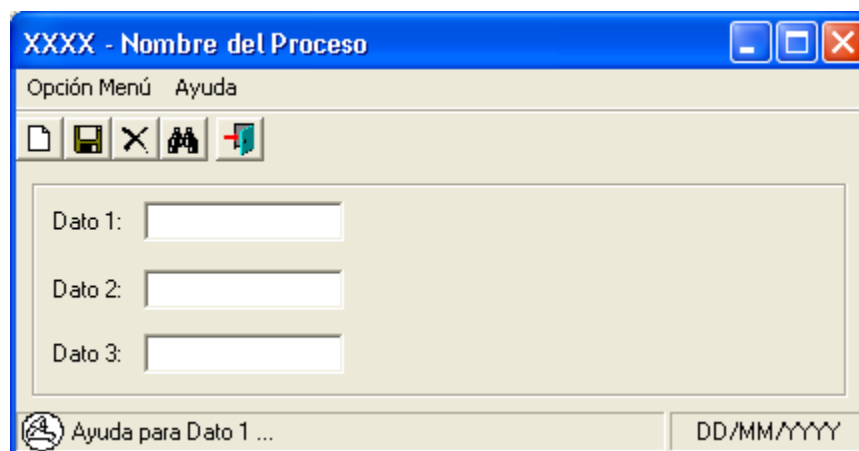 XXXX - Nombre del Proceso
Opción Menú Ayuda
Dato 1:
Dato 2:
Dato 3:
Ayuda para Dato 1 ... DD/MM/YYYY